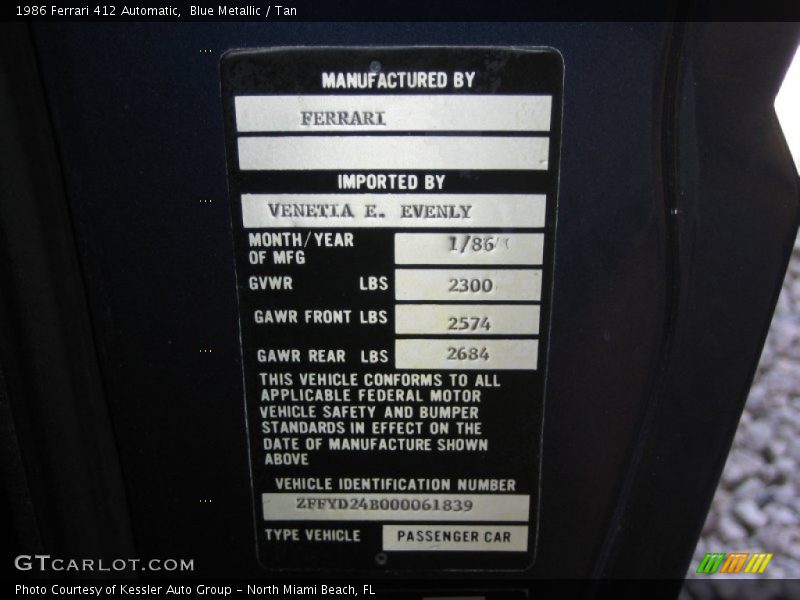 1986 Ferrari 412 Automatic,  Blue Metallic / Tan
MANUFACTURED BY
FERRARI
IMPORTED BY
VENETIA E. EVENLY
MONTH/YEAR OF MFG 1/86
GVWR LBS 2300
GAWR FRONT LBS 2574
GAWR REAR LBS 2684
THIS VEHICLE CONFORMS TO ALL
APPLICABLE FEDERAL MOTOR
VEHICLE SAFETY AND BUMPER
STANDARDS IN EFFECT ON THE
DATE OF MANUFACTURE SHOWN
ABOVE
VEHICLE IDENTIFICATION NUMBER
ZFFYD24B000061839
TYPE VEHICLE PASSENGER CAR
GTCARLOT.COM
Photo Courtesy of Kessler Auto Group - North Miami Beach, FL